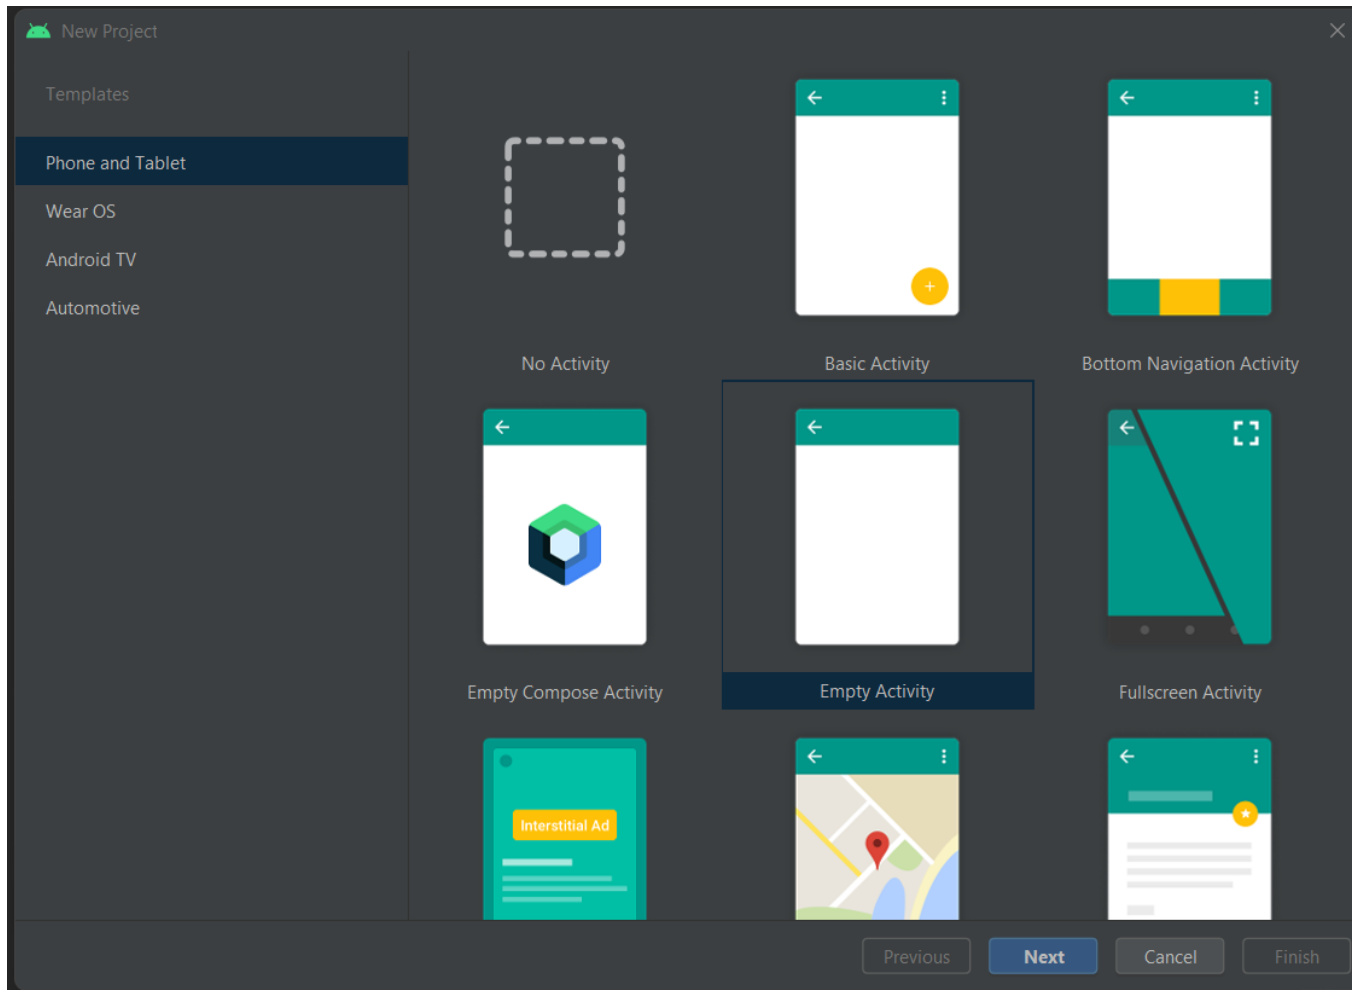 New Project
Templates
Phone and Tablet
Wear OS
Android TV
Automotive
No Activity
Basic Activity
Bottom Navigation Activity
Empty Compose Activity
Empty Activity
Fullscreen Activity
Interstitial Ad
Previous
Next
Cancel
Finish